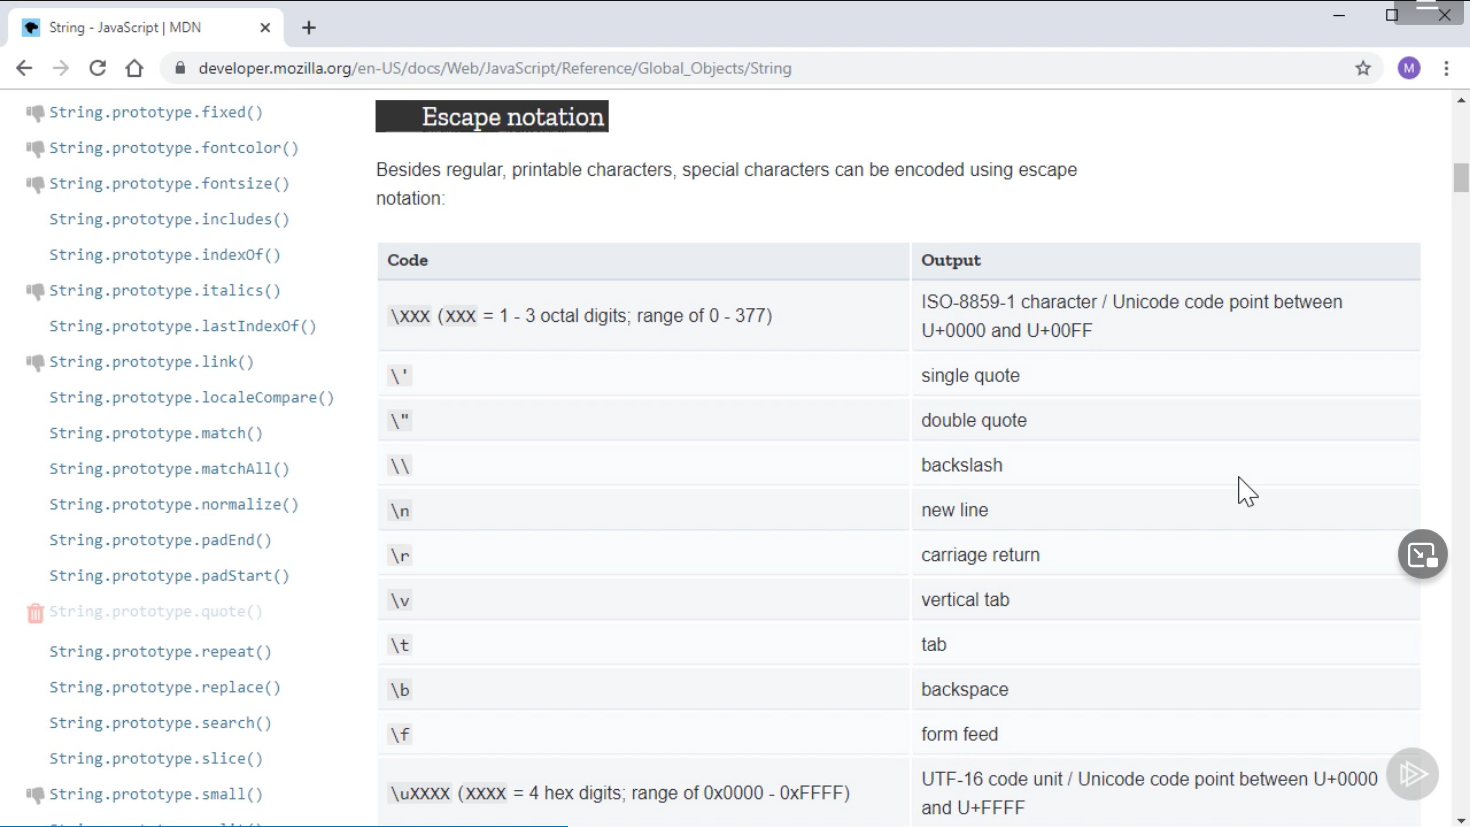 String - JavaScript | MDN
developer.mozilla.org/en-US/docs/Web/JavaScript/Reference/Global_Objects/String
M
String.prototype.fixed()
String.prototype.fontcolor()
String.prototype.fontsize()
String.prototype.includes()
String.prototype.indexOf()
String.prototype.italics()
String.prototype.lastIndexOf()
String.prototype.link()
String.prototype.localeCompare()
String.prototype.match()
String.prototype.matchAll()
String.prototype.normalize()
String.prototype.padEnd()
String.prototype.padStart()
String.prototype.quote()
String.prototype.repeat()
String.prototype.replace()
String.prototype.search()
String.prototype.slice()
String.prototype.small()
Escape notation
Besides regular, printable characters, special characters can be encoded using escape
notation:
Code Output
\XXX (XXX = 1 - 3 octal digits; range of 0 - 377) ISO-8859-1 character / Unicode code point between
U+0000 and U+00FF
\' single quote
\" double quote
\\ backslash
\n new line
\r carriage return
\v vertical tab
\t tab
\b backspace
\f form feed
\uXXXX (XXXX = 4 hex digits; range of 0x0000 - 0xFFFF) UTF-16 code unit / Unicode code point between U+0000
and U+FFFF